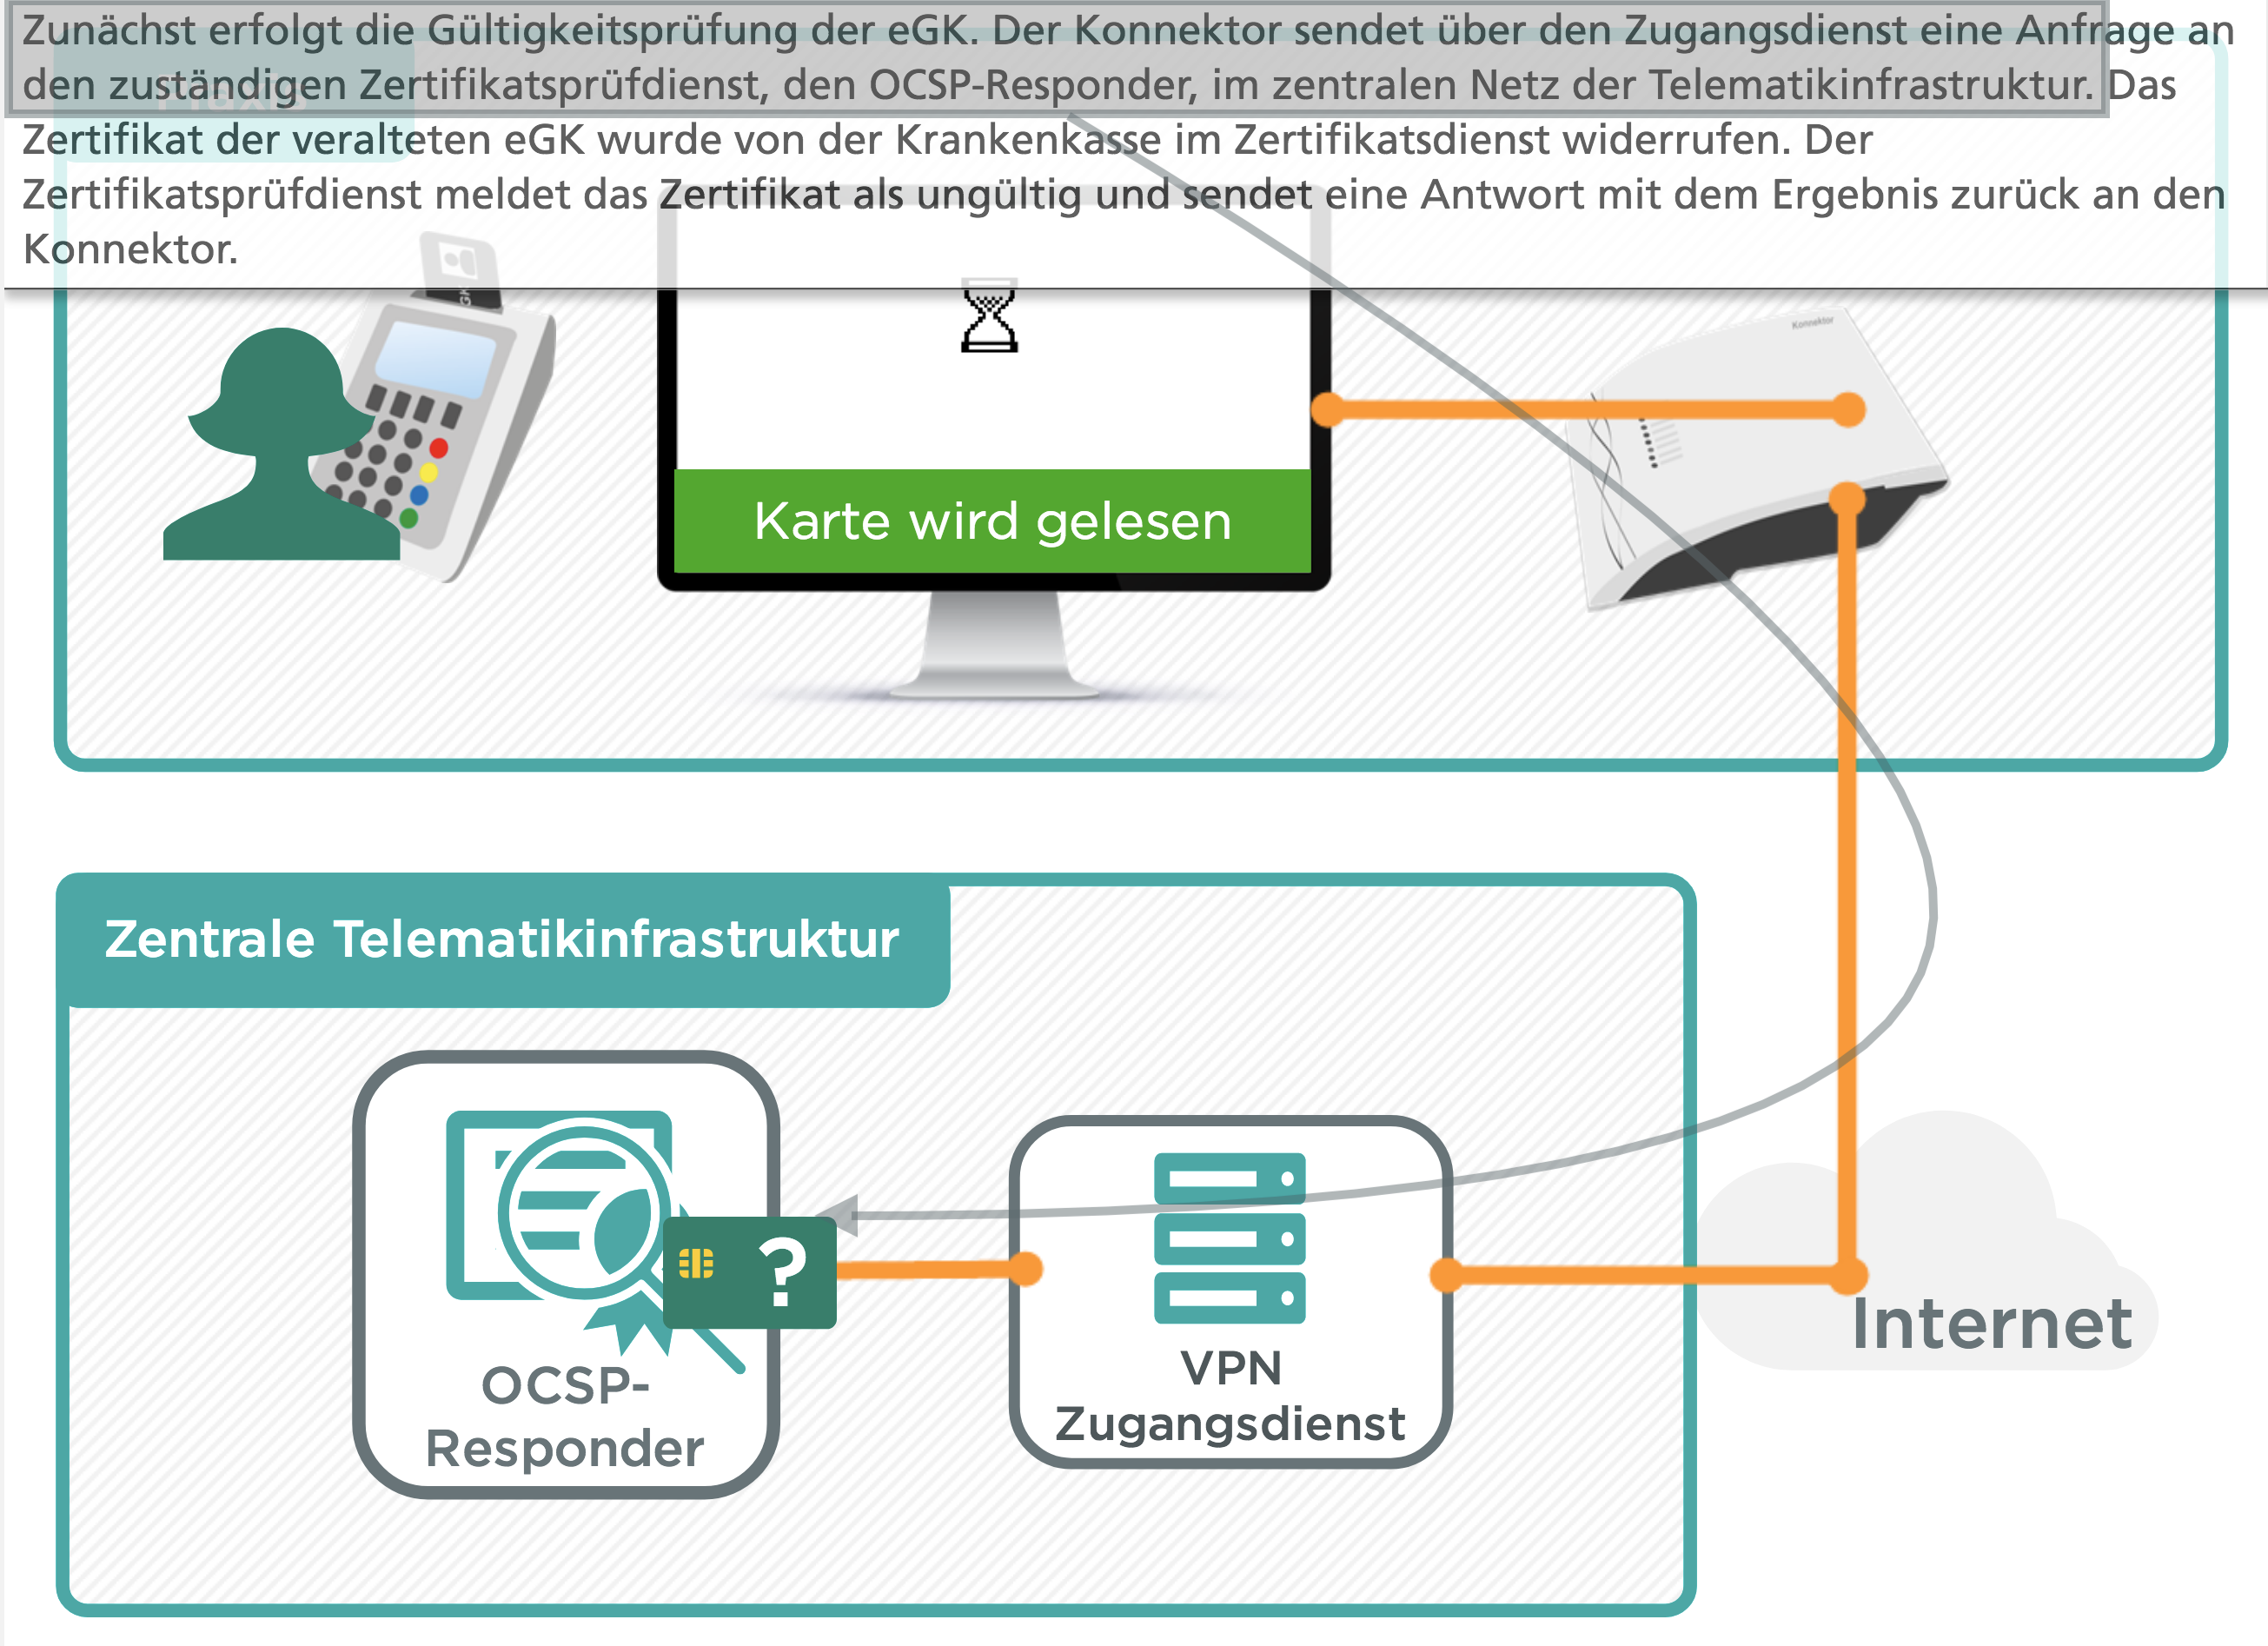 Zunächst erfolgt die Gültigkeitsprüfung der eGK. Der Konnektor sendet über den Zugangsdienst eine Anfrage an
den zuständigen Zertifikatsprüfdienst, den OCSP-Responder, im zentralen Netz der Telematikinfrastruktur. Das
Zertifikat der veralteten eGK wurde von der Krankenkasse im Zertifikatsdienst widerrufen. Der
Zertifikatsprüfdienst meldet das Zertifikat als ungültig und sendet eine Antwort mit dem Ergebnis zurück an den
Konnektor.
Praxis
Konnektor
Karte wird gelesen
Zentrale Telematikinfrastruktur
?
OCSP-
Responder
VPN
Zugangsdienst
Internet